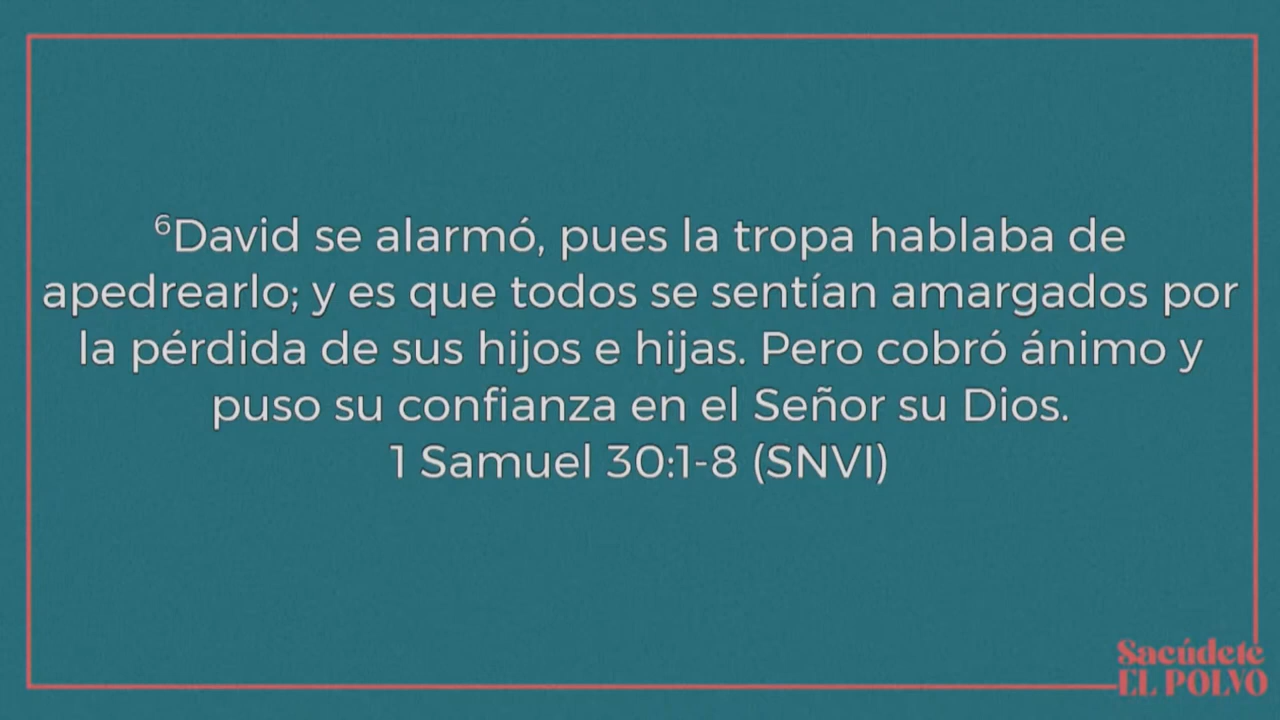 ⁶David se alarmó, pues la tropa hablaba de
apedrearlo; y es que todos se sentían amargados por
la pérdida de sus hijos e hijas. Pero cobró ánimo y
puso su confianza en el Señor su Dios.
1 Samuel 30:1-8 (SNVI)
Sacúdete
EL POLVO